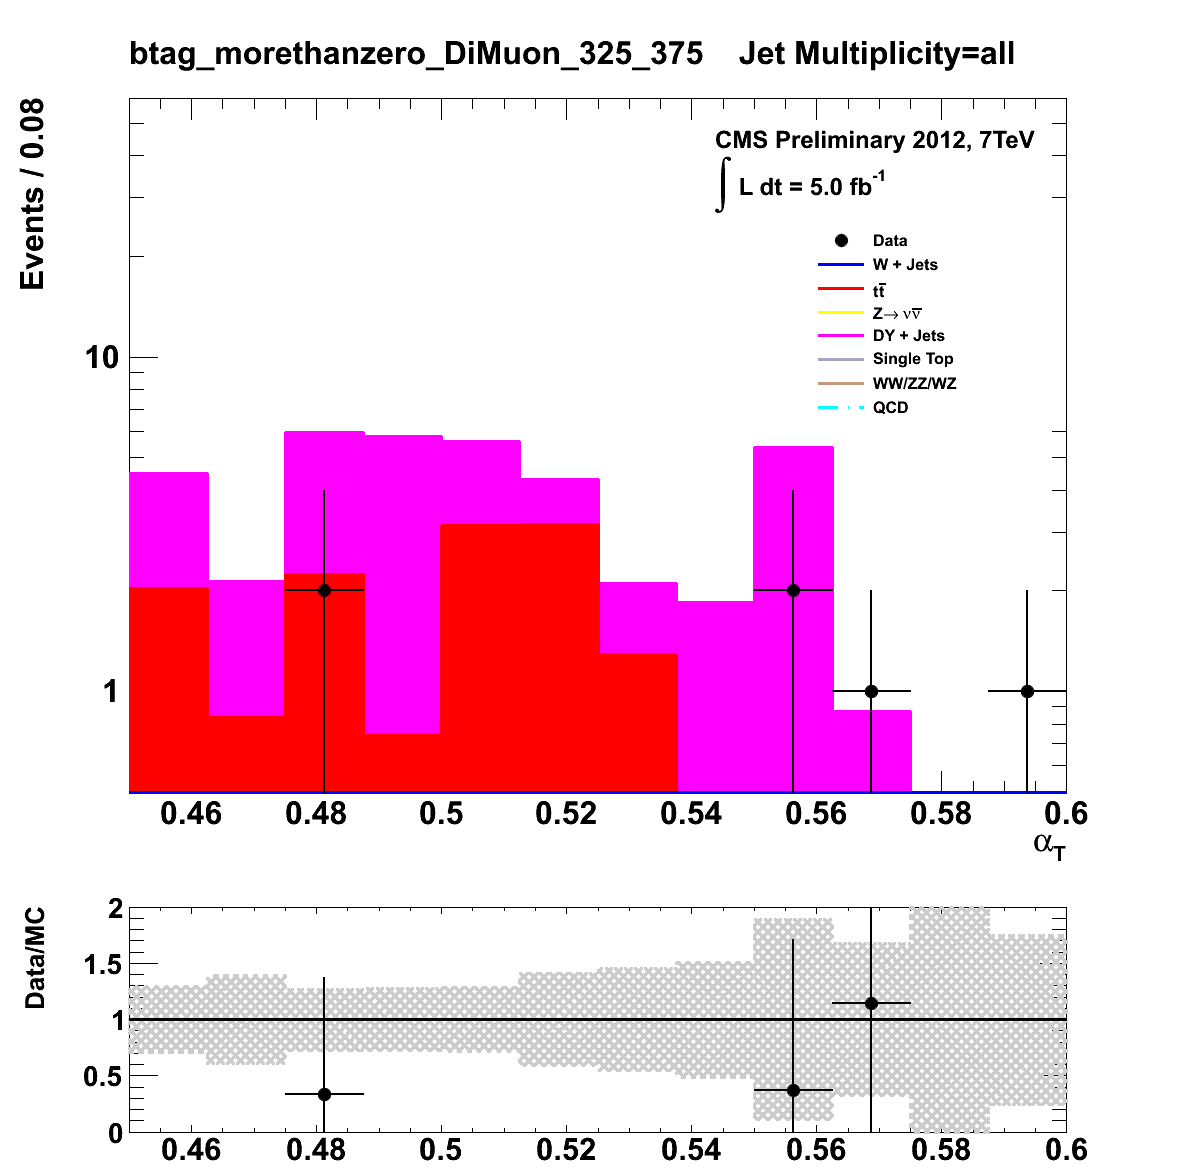 btag_morethanzero_DiMuon_325_375 Jet Multiplicity=all
Events / 0.08
CMS Preliminary 2012, 7TeV
∫ L dt = 5.0 fb⁻¹
Data
W + Jets
tt̅
Z→ νν̅
DY + Jets
Single Top
WW/ZZ/WZ
QCD
10
1
0.46 0.48 0.5 0.52 0.54 0.56 0.58 0.6
α_T
Data/MC
2
1.5
1
0.5
0
0.46 0.48 0.5 0.52 0.54 0.56 0.58 0.6